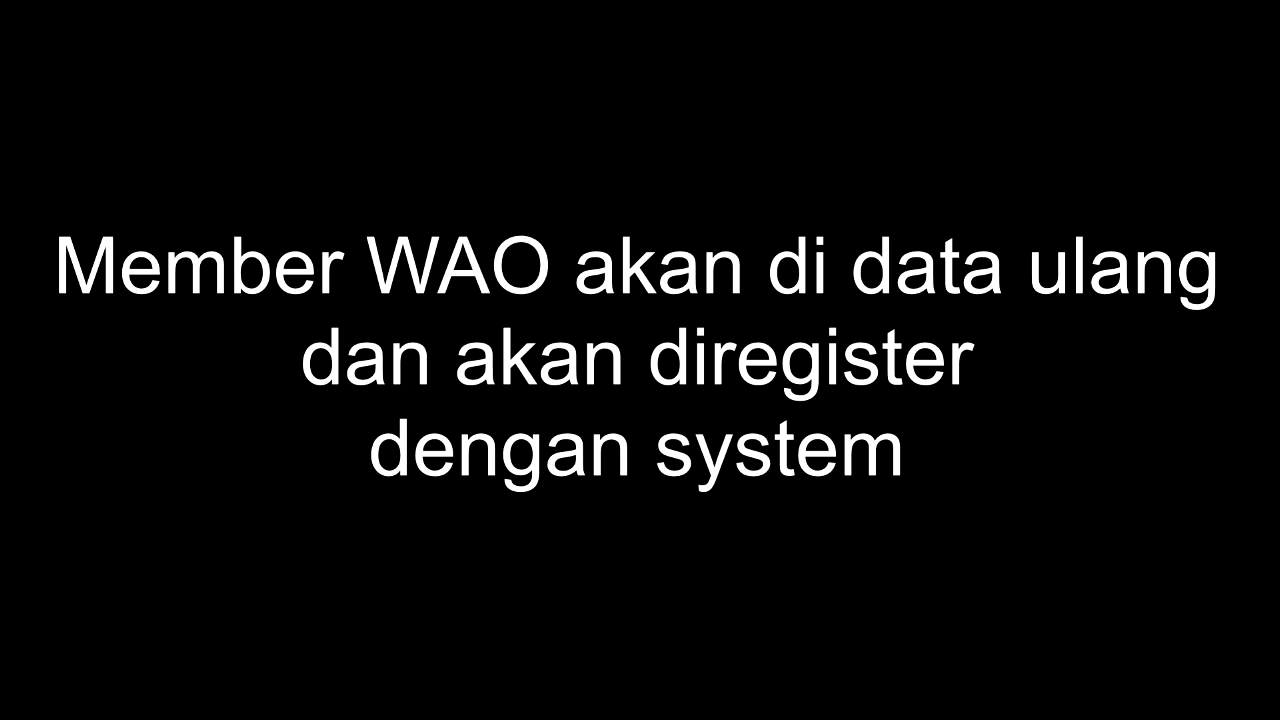 Member WAO akan di data ulang
dan akan diregister
dengan system